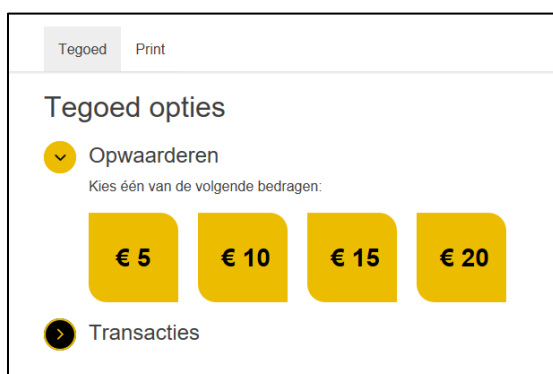 Tegoed Print
Tegoed opties
Opwaarderen
Kies één van de volgende bedragen:
€ 5 € 10 € 15 € 20
Transacties